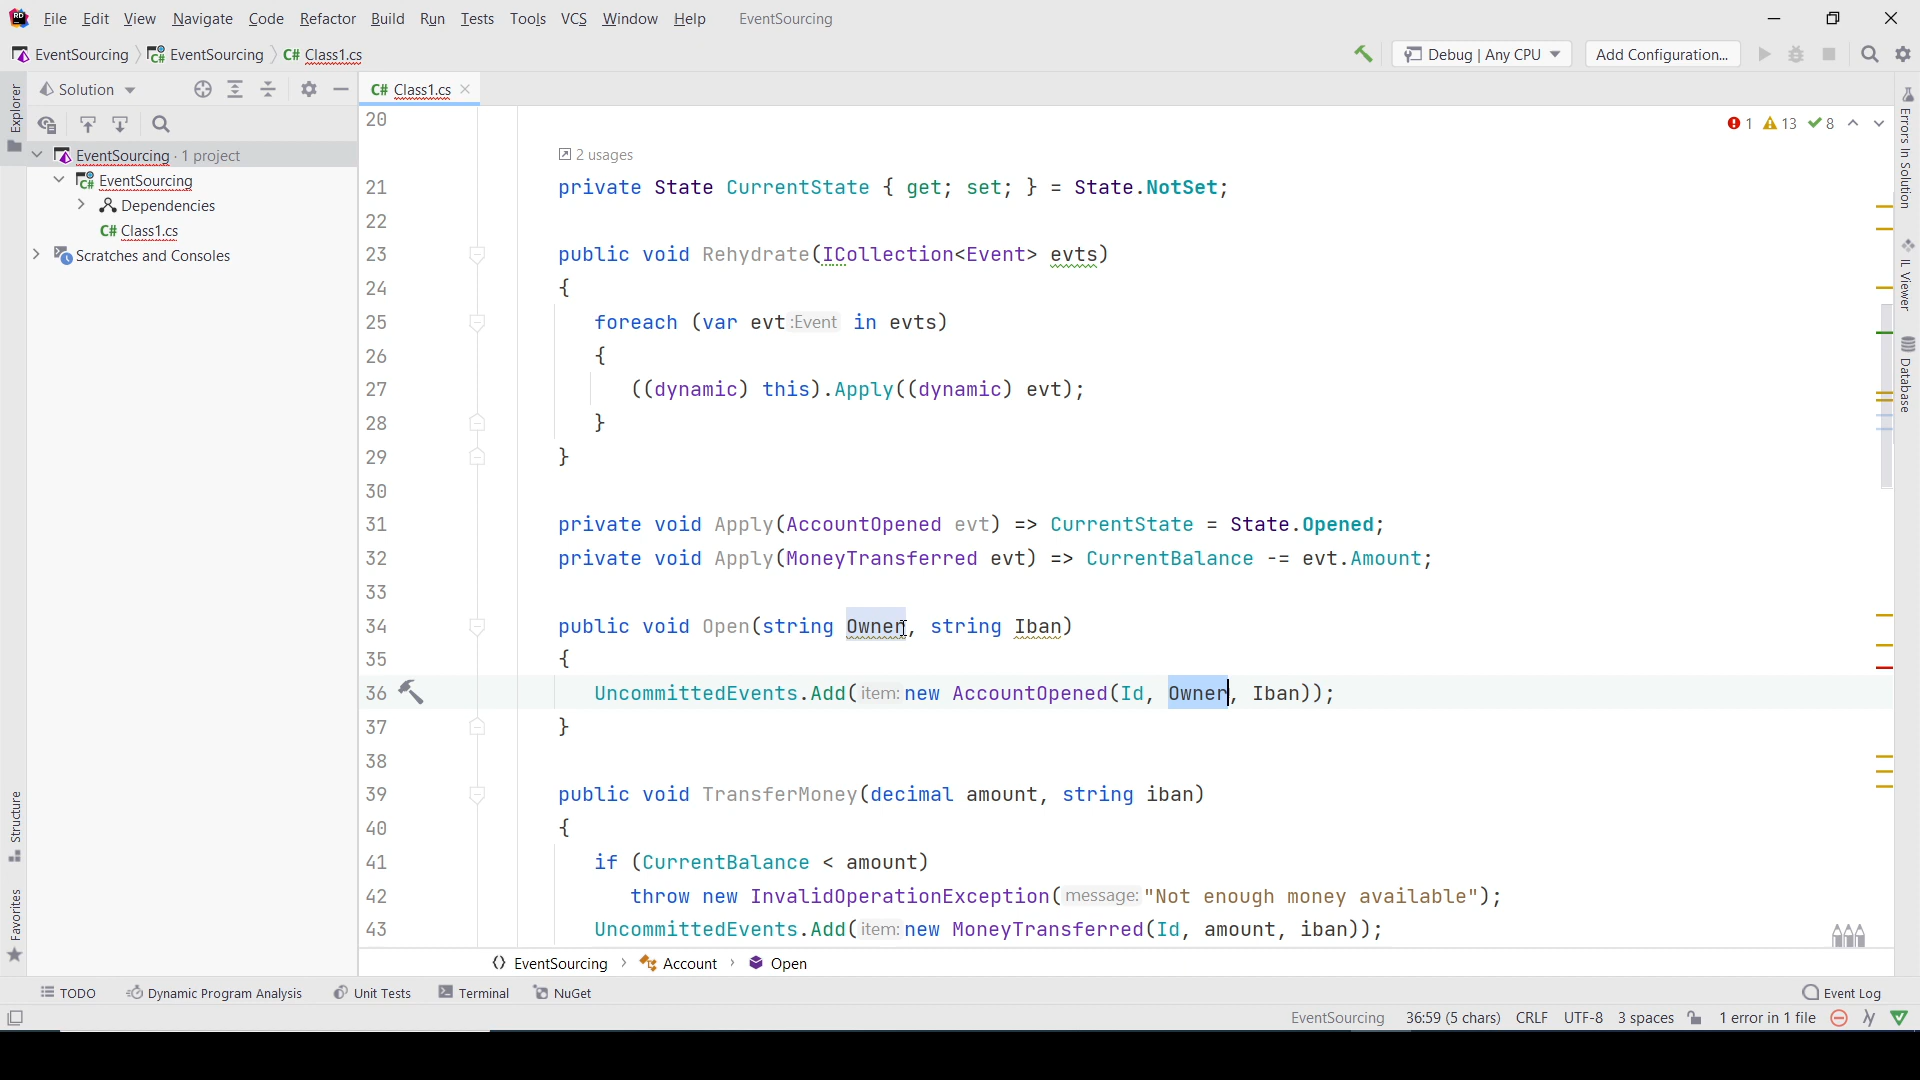 File Edit View Navigate Code Refactor Build Run Tests Tools VCS Window Help EventSourcing
EventSourcing EventSourcing C# Class1.cs Debug | Any CPU Add Configuration...
Solution C# Class1.cs
Explorer
EventSourcing · 1 project
EventSourcing
Dependencies
C# Class1.cs
Scratches and Consoles
Structure
Favorites
1 13 8
20
2 usages
21 private State CurrentState { get; set; } = State.NotSet;
22
23 public void Rehydrate(ICollection<Event> evts)
24 {
25 foreach (var evt :Event in evts)
26 {
27 ((dynamic) this).Apply((dynamic) evt);
28 }
29 }
30
31 private void Apply(AccountOpened evt) => CurrentState = State.Opened;
32 private void Apply(MoneyTransferred evt) => CurrentBalance -= evt.Amount;
33
34 public void Open(string Owner, string Iban)
35 {
36 UncommittedEvents.Add( item: new AccountOpened(Id, Owner, Iban));
37 }
38
39 public void TransferMoney(decimal amount, string iban)
40 {
41 if (CurrentBalance < amount)
42 throw new InvalidOperationException( message: "Not enough money available");
43 UncommittedEvents.Add( item: new MoneyTransferred(Id, amount, iban));
Errors In Solution
IL Viewer
Database
EventSourcing Account Open
TODO Dynamic Program Analysis Unit Tests Terminal NuGet Event Log
EventSourcing 36:59 (5 chars) CRLF UTF-8 3 spaces 1 error in 1 file